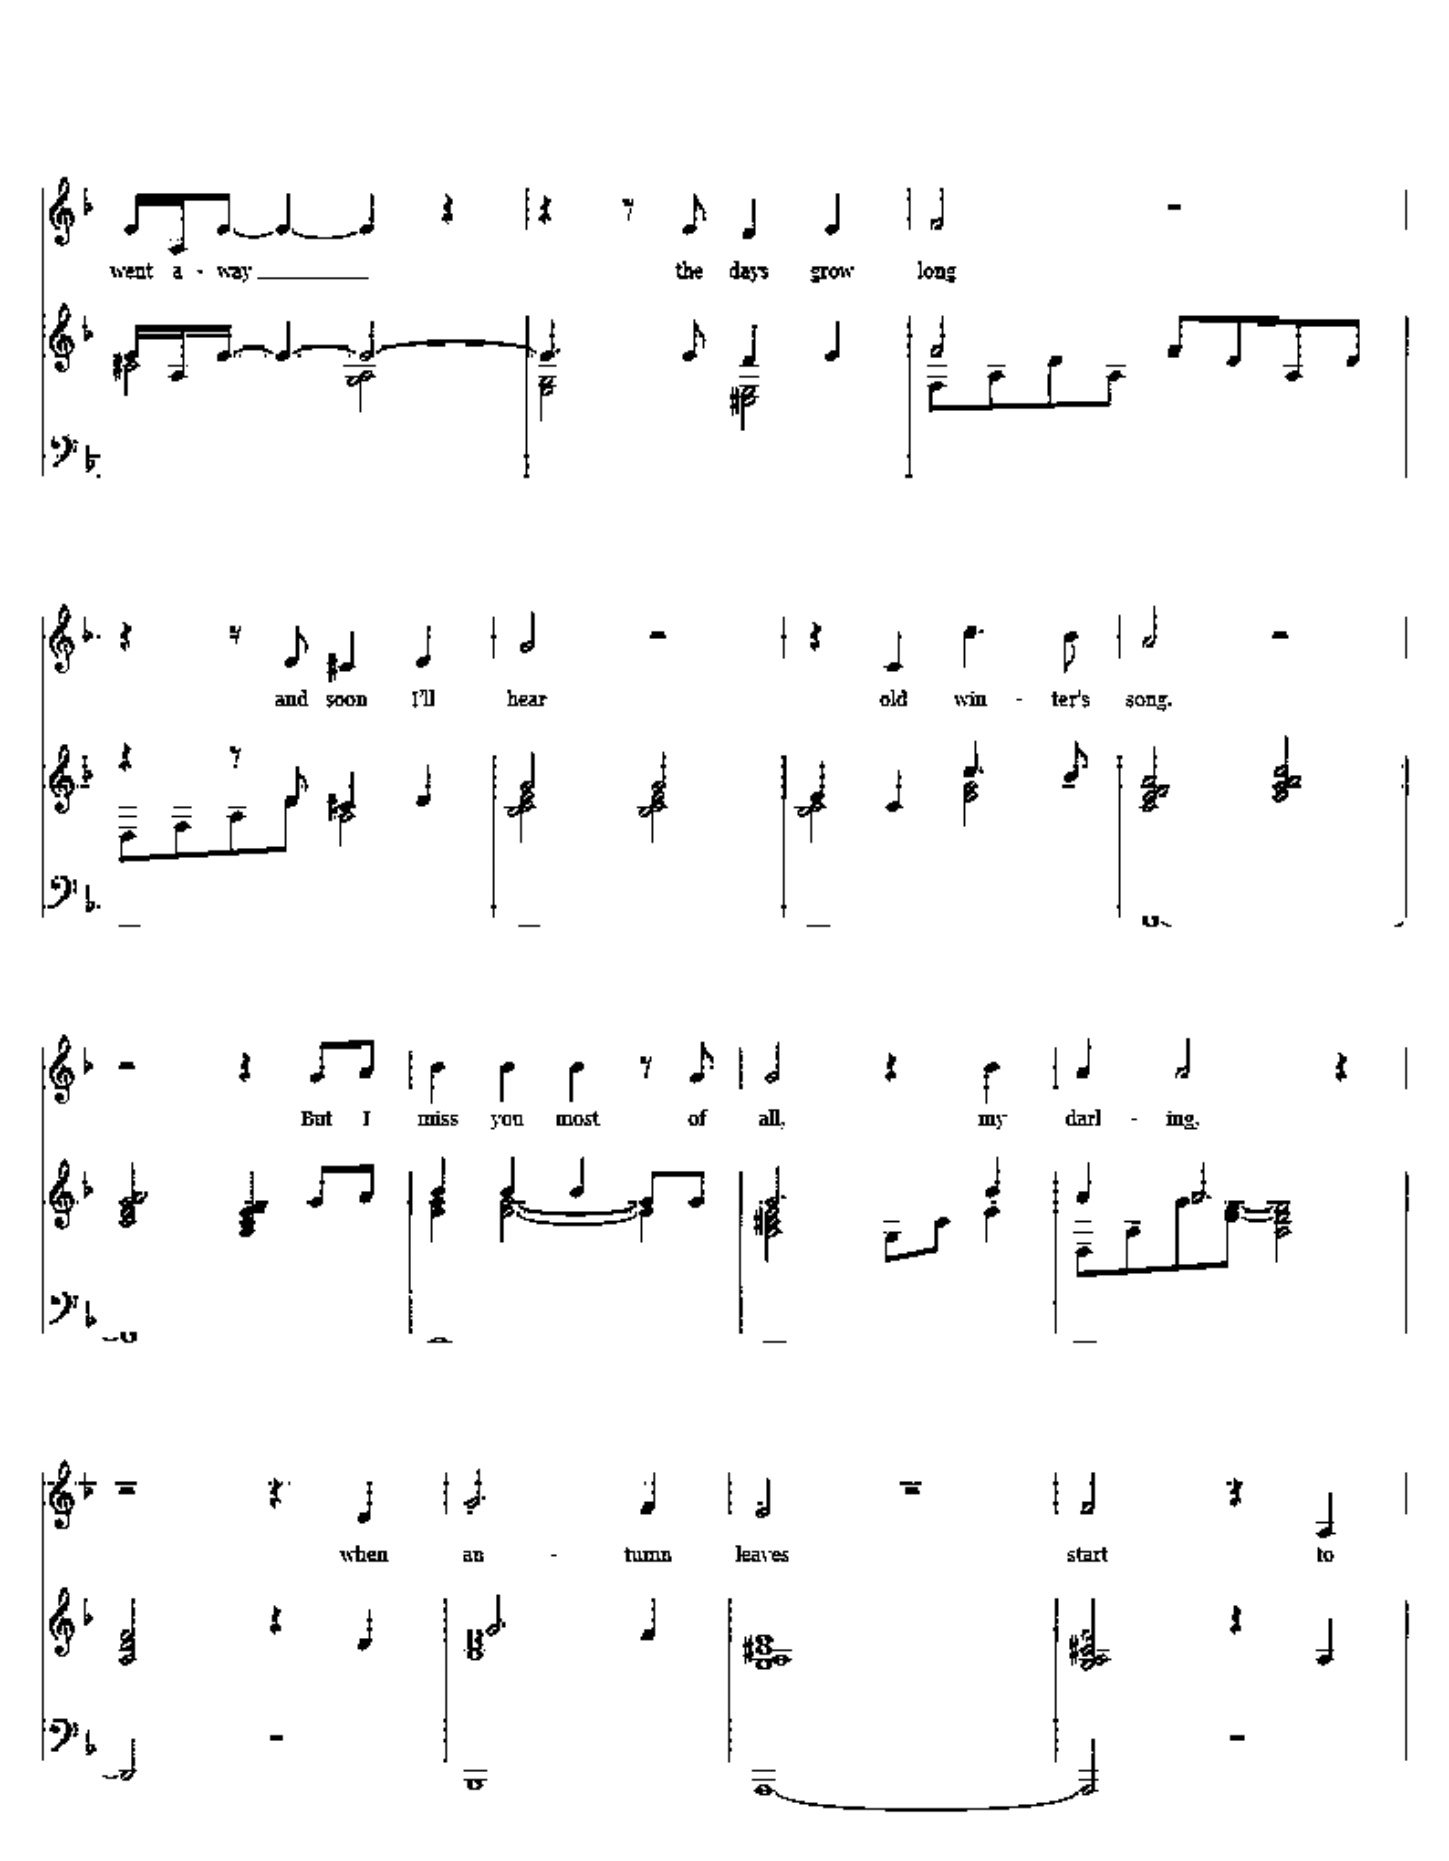 went a - way the days grow long
and soon I'll hear old win - ter's song.
But I miss you most of all, my darl - ing,
when an - tumn leaves start to